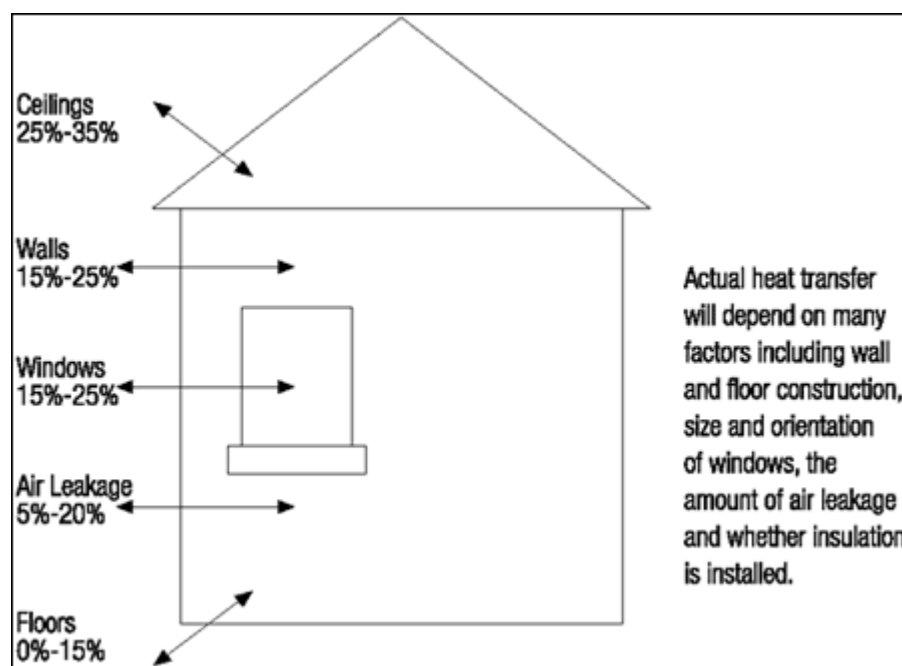 Ceilings
25%-35%
Walls
15%-25%
Windows
15%-25%
Air Leakage
5%-20%
Floors
0%-15%
Actual heat transfer
will depend on many
factors including wall
and floor construction,
size and orientation
of windows, the
amount of air leakage
and whether insulation
is installed.